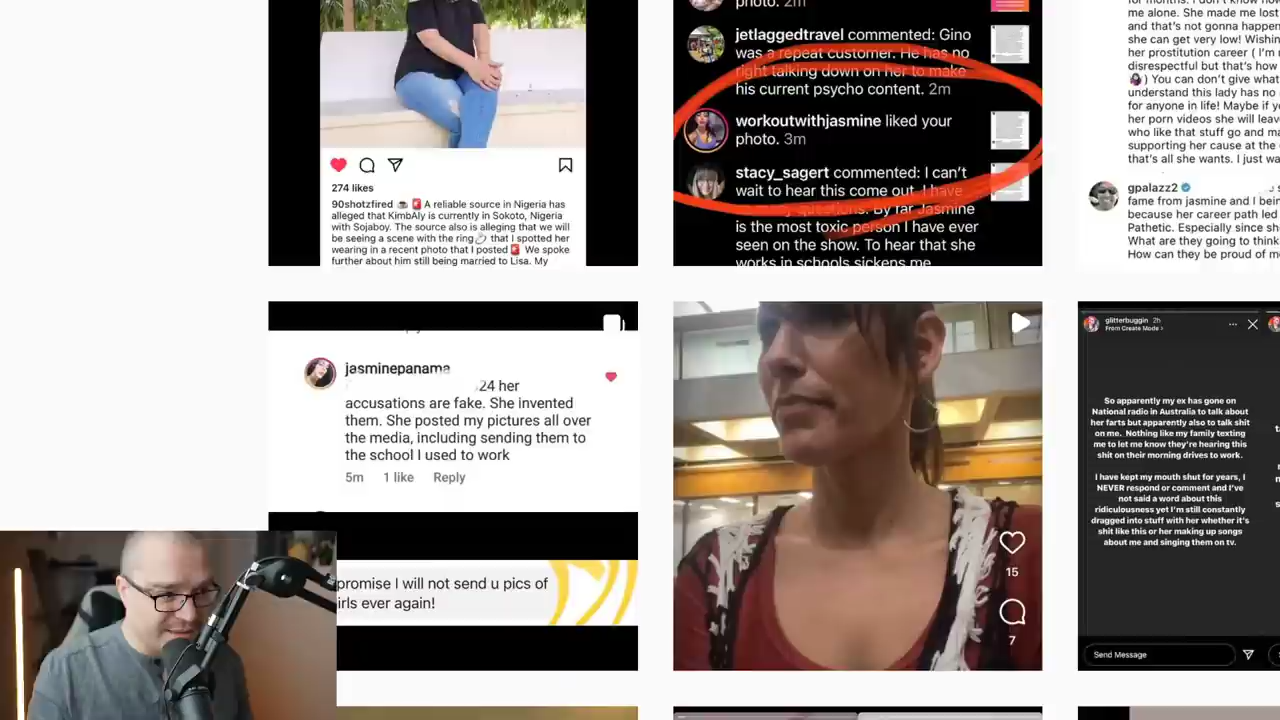 photo. 2m
jetlaggedtravel commented: Gino
was a repeat customer. He has no
right talking down on her to make
his current psycho content. 2m
workoutwithjasmine liked your
photo. 3m
stacy_sagert commented: I can't
wait to hear this come out. I have
questions. By far Jasmine
is the most toxic person I have ever
seen on the show. To hear that she
works in schools sickens me
274 likes
90shotzfired ☕🚨 A reliable source in Nigeria has
alleged that KimbAly is currently in Sokoto, Nigeria
with Sojaboy. The source also is alleging that we will
be seeing a scene with the ring💍 that I spotted her
wearing in a recent photo that I posted🚨 We spoke
further about him still being married to Lisa. My
me alone. She made me lost
and that's not gonna happen
she can get very low! Wishin
her prostitution career ( I'm
disrespectful but that's how
) You can don't give what
understand this lady has no
for anyone in life! Maybe if y
her porn videos she will leav
who like that stuff go and ma
supporting her cause at the
that's all she wants. I just wa
gpalazz2
fame from jasmine and I bein
because her career path led
Pathetic. Especially since sh
What are they going to think
How can they be proud of m
jasminepanama
24 her
accusations are fake. She invented
them. She posted my pictures all over
the media, including sending them to
the school I used to work
5m 1 like Reply
promise I will not send u pics of
irls ever again!
15
7
glitterbuggin 2h
From Create Mode >
So apparently my ex has gone on
National radio in Australia to talk about
her farts but apparently also to talk shit
on me. Nothing like my family texting
me to let me know they're hearing this
shit on their morning drives to work.
I have kept my mouth shut for years, I
NEVER respond or comment and I've
not said a word about this
ridiculousness yet I'm still constantly
dragged into stuff with her whether it's
shit like this or her making up songs
about me and singing them on tv.
Send Message